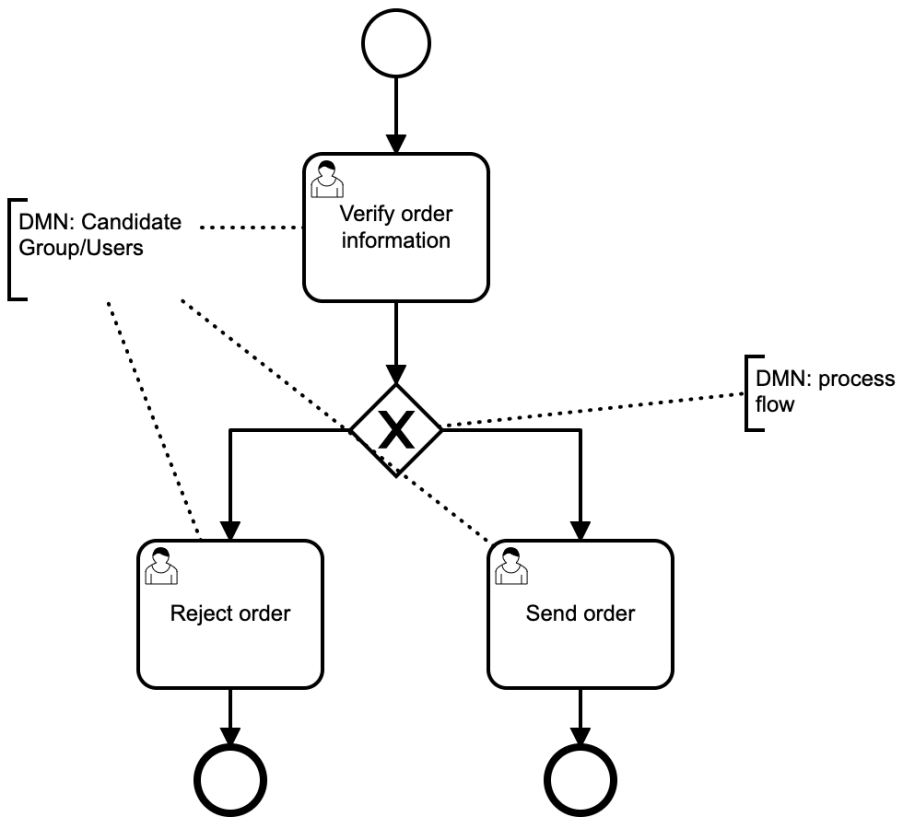 Verify order
information
DMN: Candidate
Group/Users
DMN: process
flow
X
Reject order
Send order